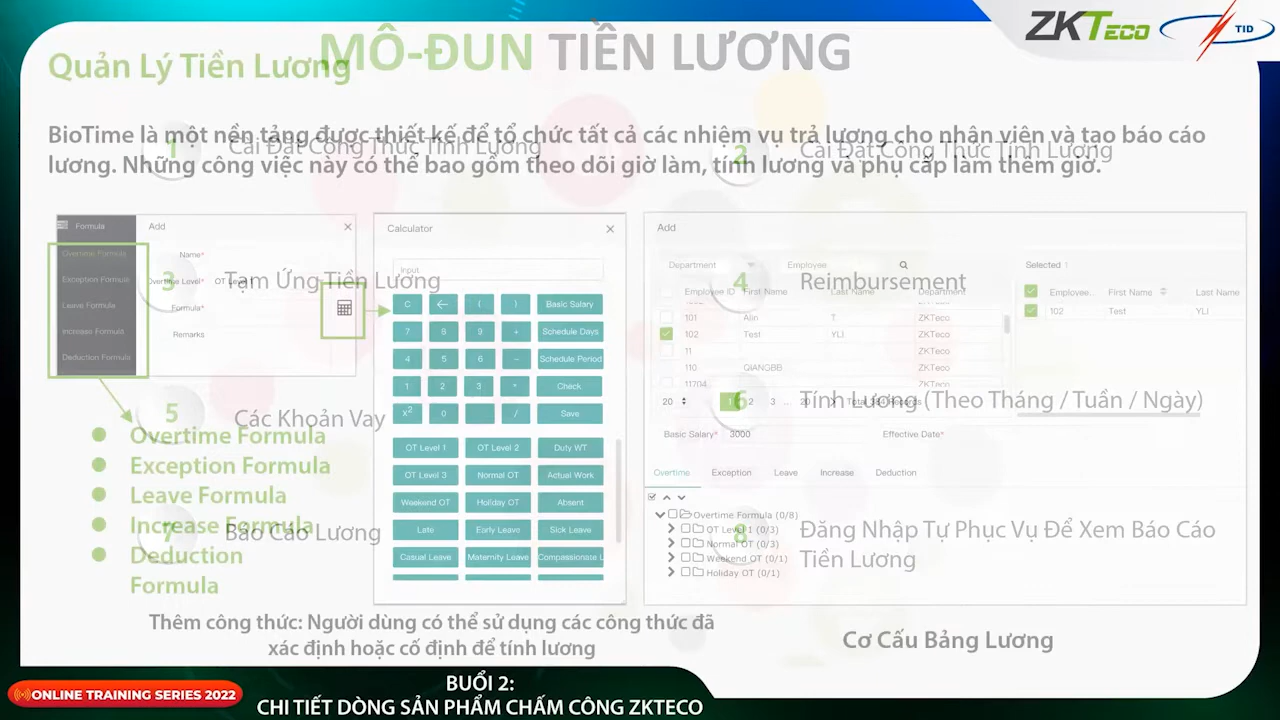 ZKTeco
TID
MÔ-ĐUN TIỀN LƯƠNG
Quản Lý Tiền Lương
BioTime là một nền tảng được thiết kế để tổ chức tất cả các nhiệm vụ trả lương cho nhân viên và tạo báo cáo
lương. Những công việc này có thể bao gồm theo dõi giờ làm, tính lương và phụ cấp làm thêm giờ.
1 Cài Đặt Công Thức Tính Lương
2 Cài Đặt Công Thức Tính Lương
3 Tạm Ứng Tiền Lương
4 Reimbursement
5 Các Khoản Vay
6 Tính Lương (Theo Tháng / Tuần / Ngày)
7 Báo Cáo Lương
8 Đăng Nhập Tự Phục Vụ Để Xem Báo Cáo
Tiền Lương
Formula
Overtime Formula
Exception Formula
Leave Formula
Increase Formula
Deduction Formula
Add
Name*
Overtime Level* OT Level
Formula*
Remarks
Overtime Formula
Exception Formula
Leave Formula
Increase Formula
Deduction
Formula
Calculator
Input
C ← ( ) Basic Salary
7 8 9 + Schedule Days
4 5 6 - Schedule Period
1 2 3 * Check
X² 0 / Save
OT Level 1 OT Level 2 Duty WT
OT Level 3 Normal OT Actual Work
Weekend OT Holiday OT Absent
Late Early Leave Sick Leave
Casual Leave Maternity Leave Compassionate L
Thêm công thức: Người dùng có thể sử dụng các công thức đã
xác định hoặc cố định để tính lương
Add
Department Employee
Employee ID First Name Last Name Department
ZKTeco
101 Alin T ZKTeco
102 Test YLI ZKTeco
11 ZKTeco
110 QIANGBB ZKTeco
11704 ZKTeco
20 1 2 3 .. 20 Total
Selected 1
Employee.. First Name Last Name
102 Test YLI
Basic Salary* 3000 Effective Date*
Overtime Exception Leave Increase Deduction
Overtime Formula (0/8)
OT Level 1 (0/3)
Normal OT (0/3)
Weekend OT (0/1)
Holiday OT (0/1)
Cơ Cấu Bảng Lương
ONLINE TRAINING SERIES 2022
BUỔI 2:
CHI TIẾT DÒNG SẢN PHẨM CHẤM CÔNG ZKTECO